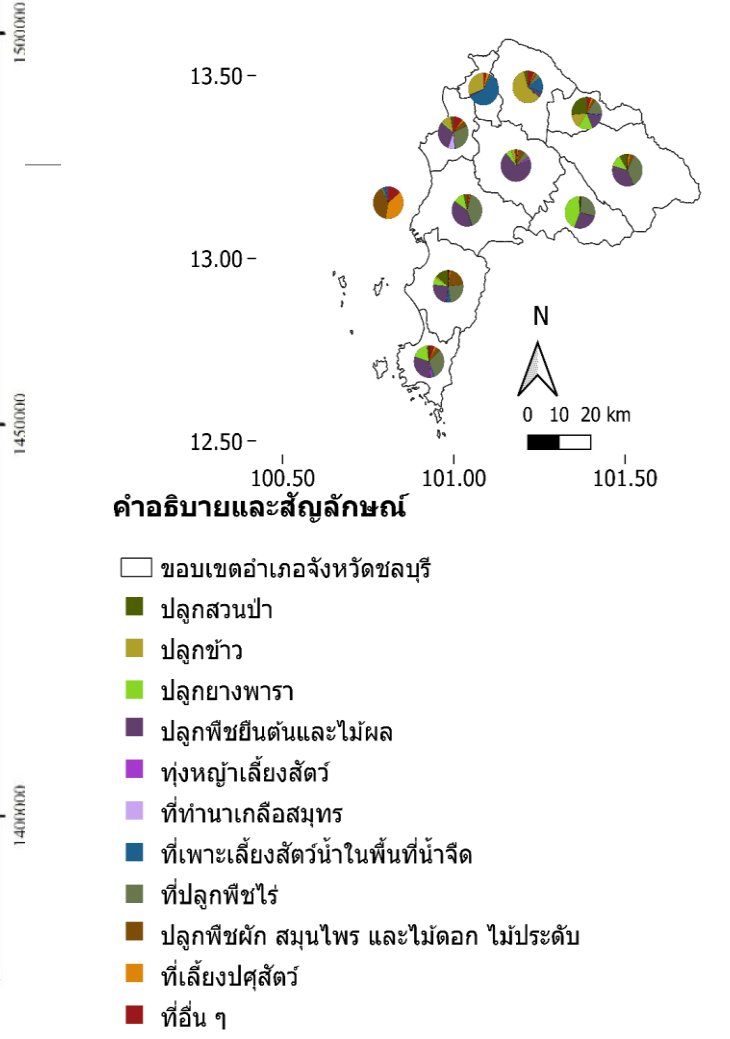 1500000
1450000
1400000
13.50
13.00
12.50
100.50 101.00 101.50
N
0 10 20 km
คำอธิบายและสัญลักษณ์
ขอบเขตอำเภอจังหวัดชลบุรี
ปลูกสวนป่า
ปลูกข้าว
ปลูกยางพารา
ปลูกพืชยืนต้นและไม้ผล
ทุ่งหญ้าเลี้ยงสัตว์
ที่ทำนาเกลือสมุทร
ที่เพาะเลี้ยงสัตว์น้ำในพื้นที่น้ำจืด
ที่ปลูกพืชไร่
ปลูกพืชผัก สมุนไพร และไม้ดอก ไม้ประดับ
ที่เลี้ยงปศุสัตว์
ที่อื่น ๆ